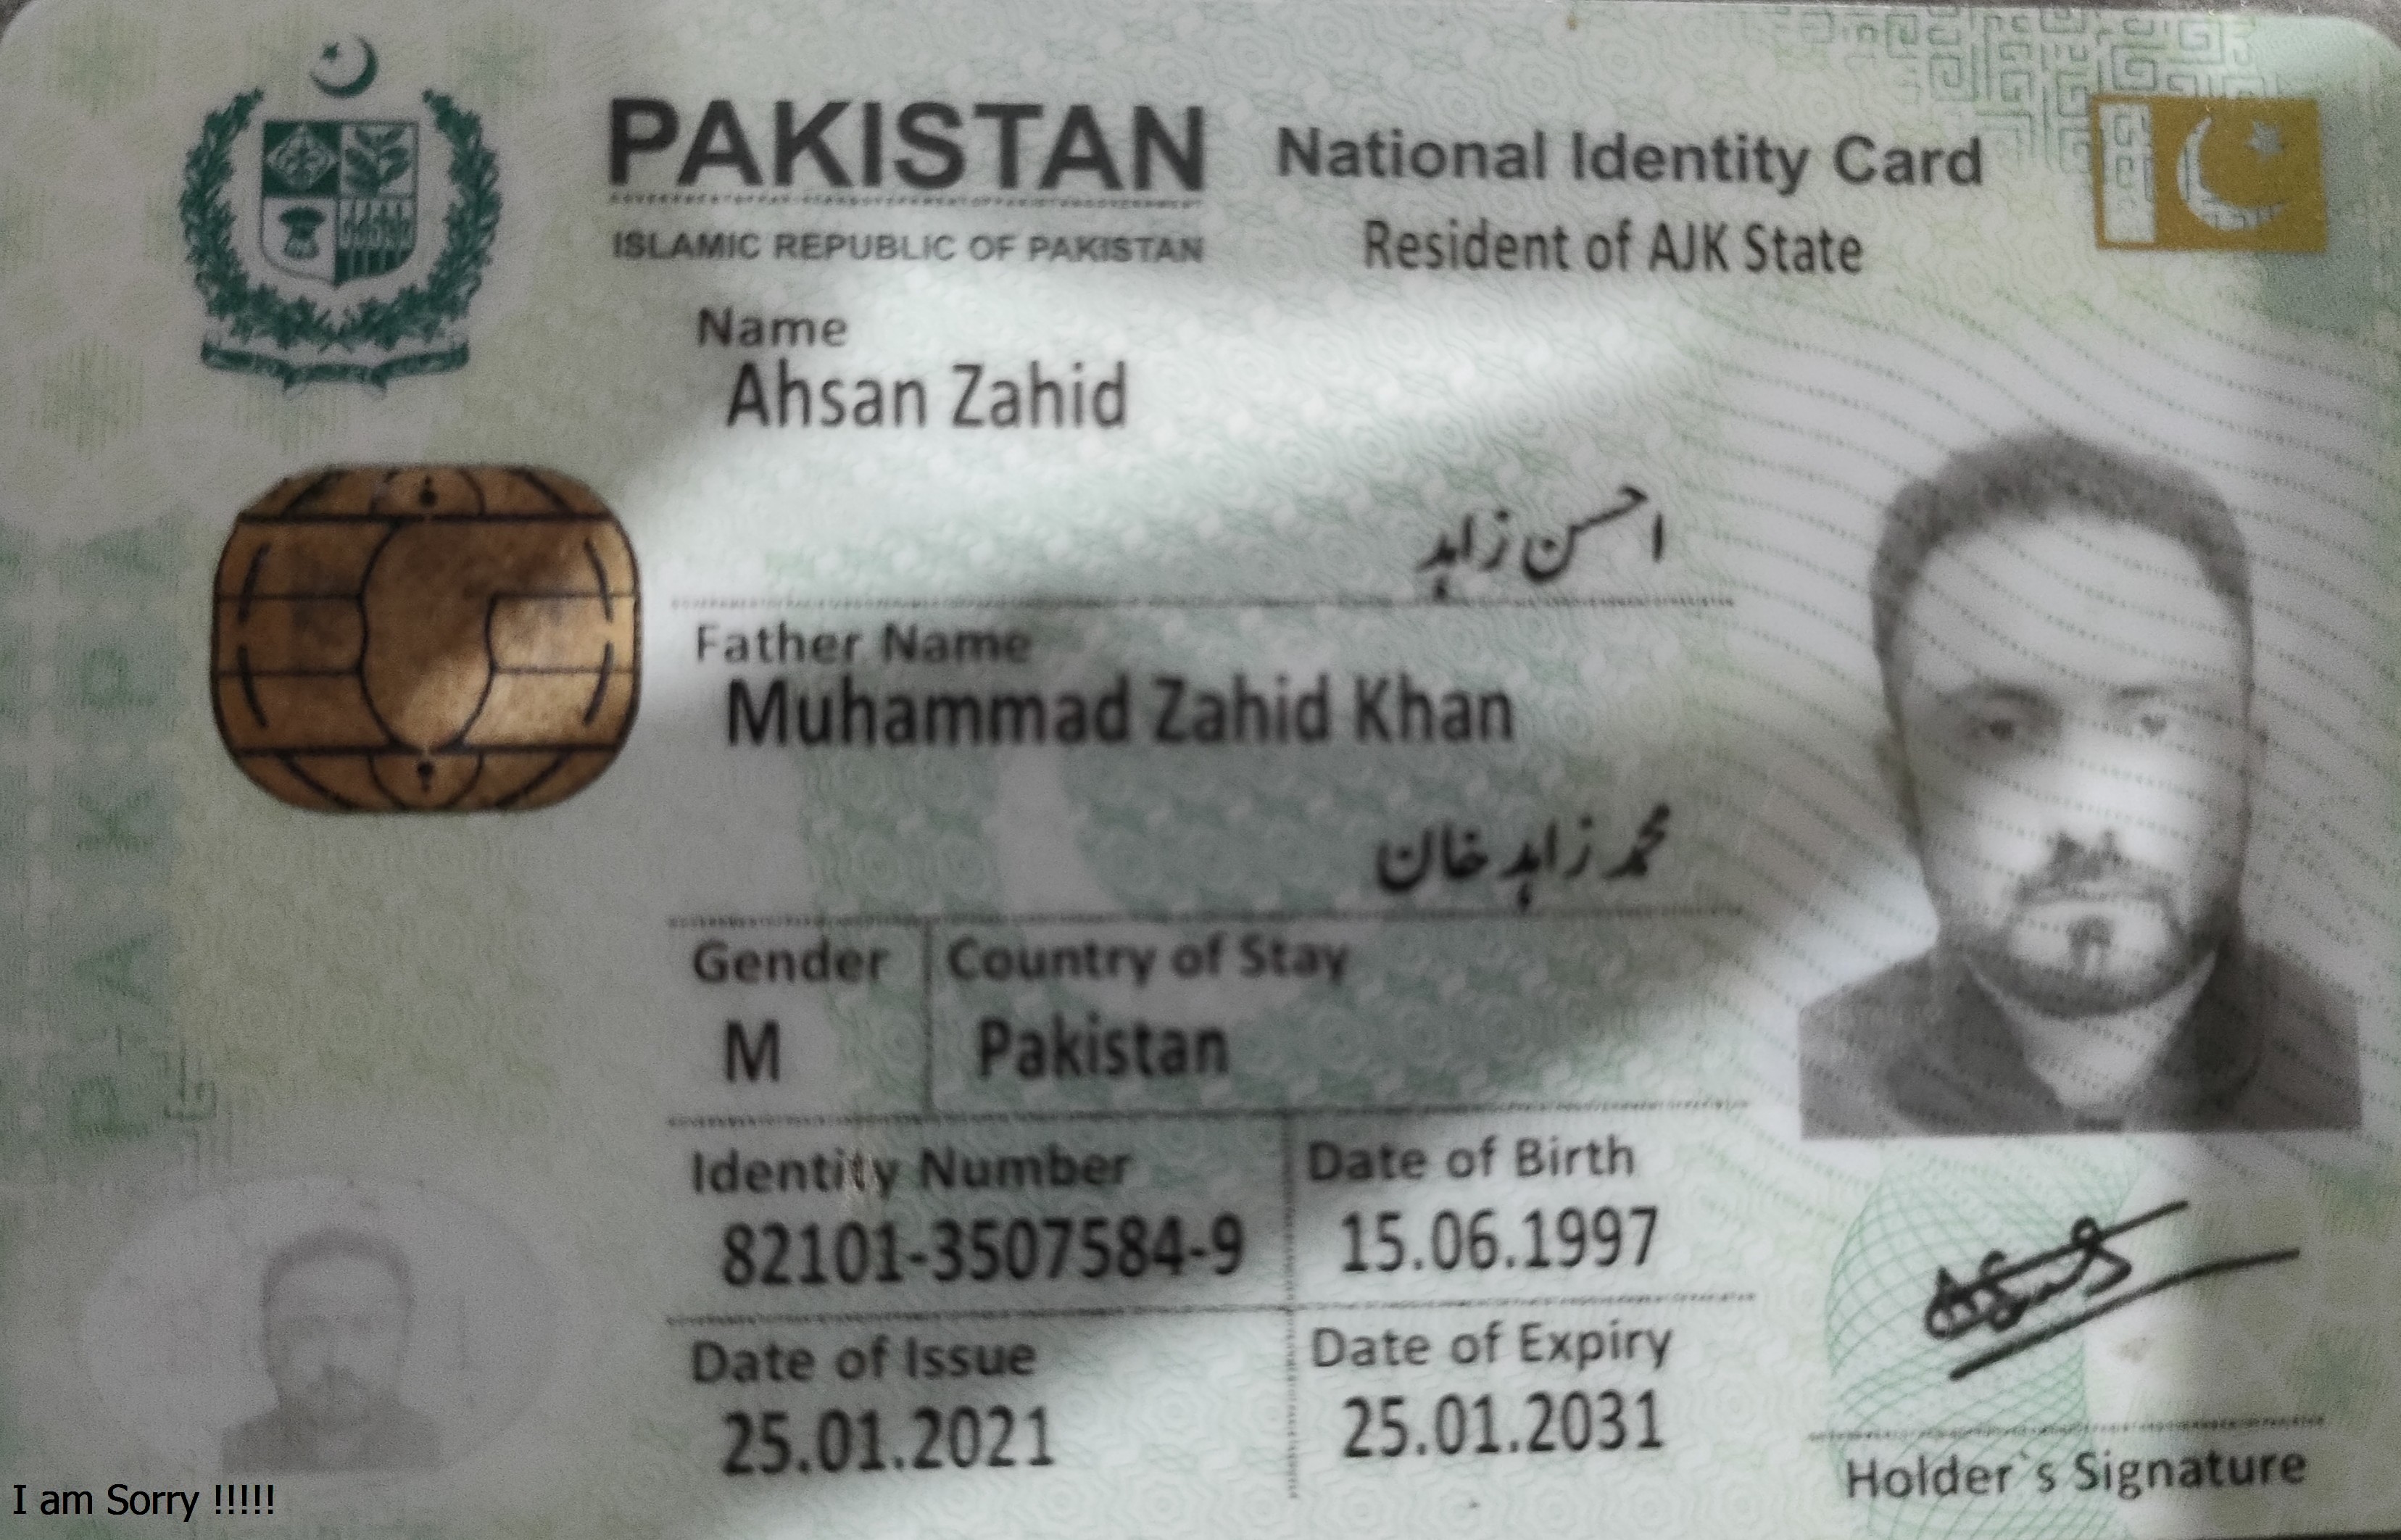 PAKISTAN
National Identity Card
ISLAMIC REPUBLIC OF PAKISTAN
Resident of AJK State
Name
Ahsan Zahid
احسن زاہد
Father Name
Muhammad Zahid Khan
محمد زاہد خان
Gender
Country of Stay
M
Pakistan
Identity Number
Date of Birth
82101-3507584-9
15.06.1997
Date of Issue
Date of Expiry
25.01.2021
25.01.2031
Holder`s Signature
I am Sorry !!!!!